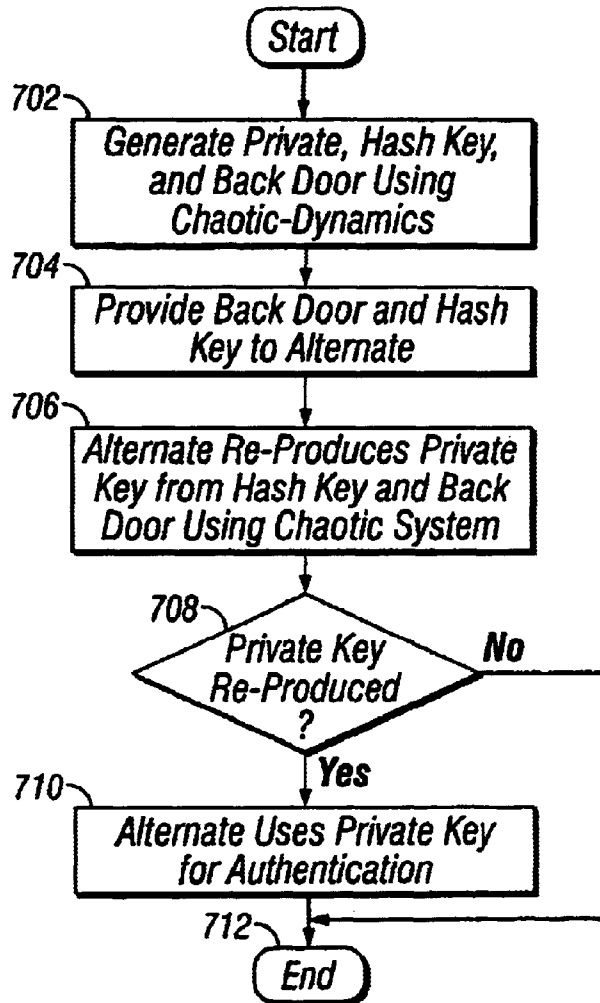 Start
702
Generate Private, Hash Key,
and Back Door Using
Chaotic-Dynamics
704
Provide Back Door and Hash
Key to Alternate
706
Alternate Re-Produces Private
Key from Hash Key and Back
Door Using Chaotic System
708
Private Key
Re-Produced
?
No
Yes
710
Alternate Uses Private Key
for Authentication
712
End